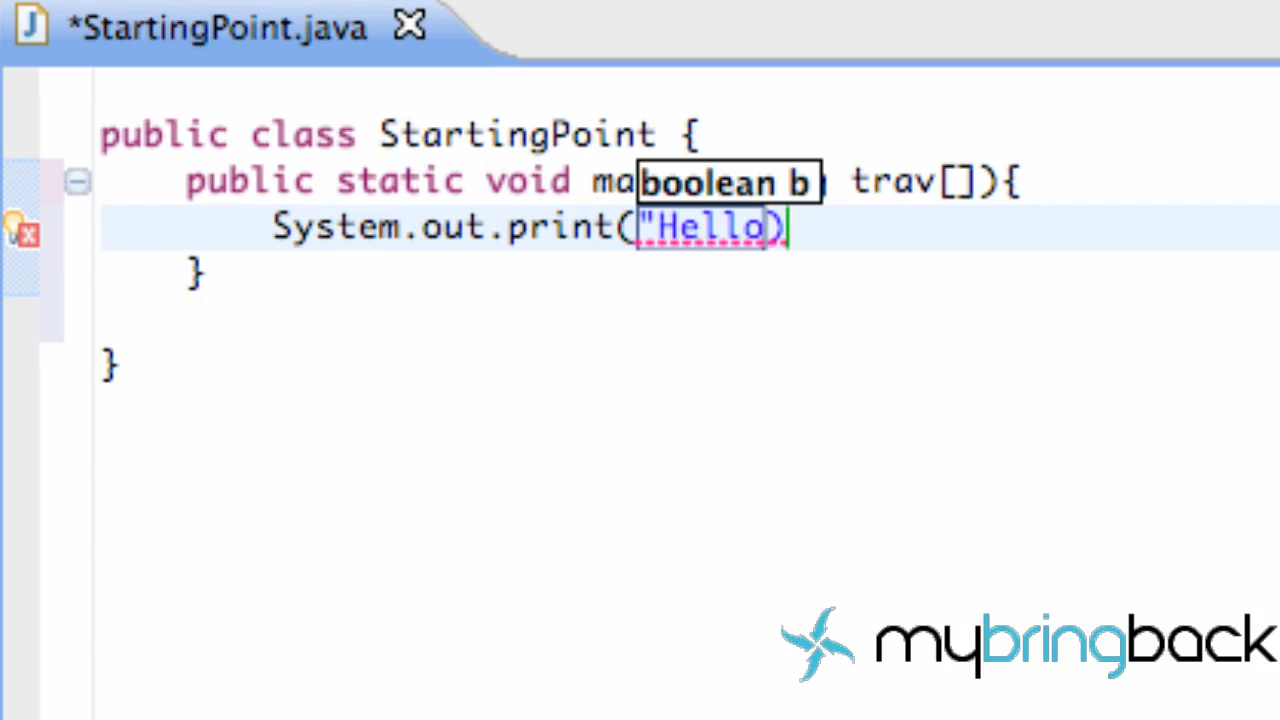 *StartingPoint.java
public class StartingPoint {
public static void ma boolean b trav[]){
System.out.print("Hello)
}
}
mybringback